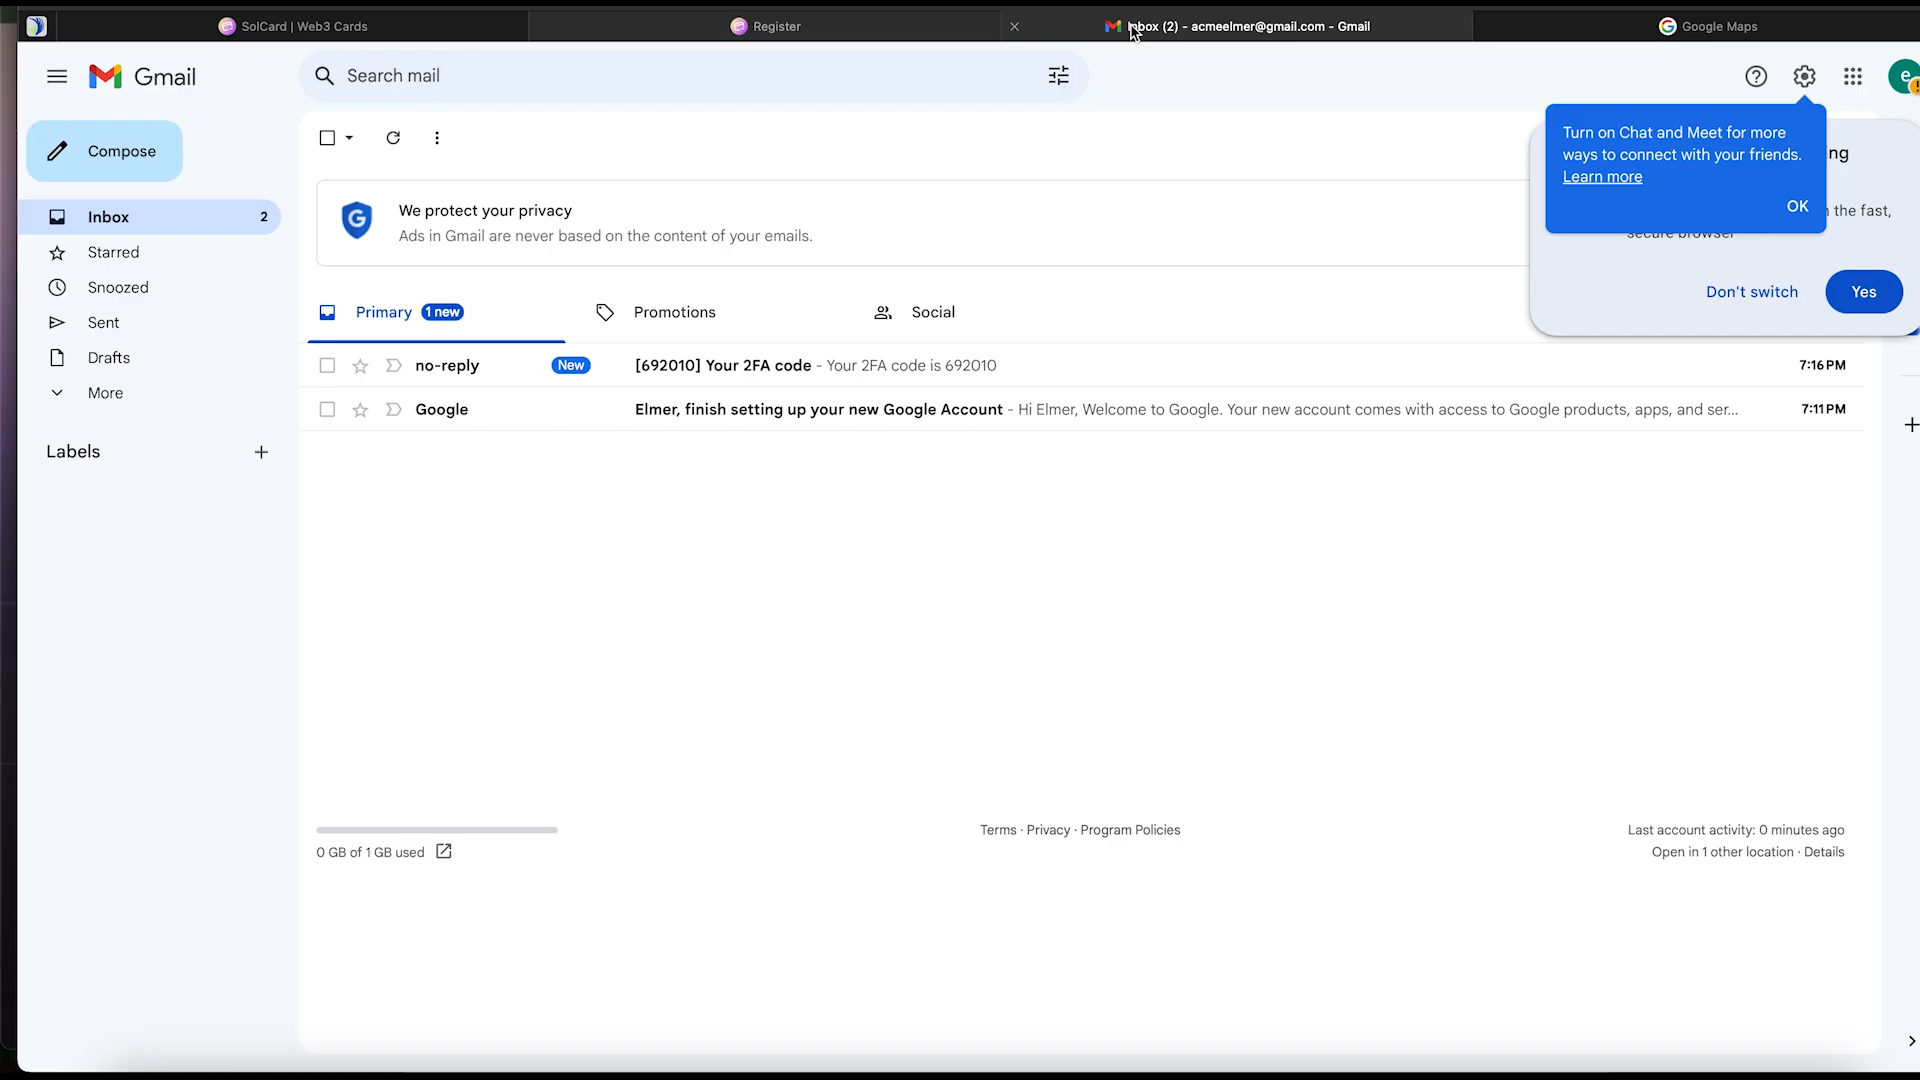 SolCard | Web3 Cards
Register
Inbox (2) - acmeelmer@gmail.com - Gmail
Google Maps
Gmail
Search mail
e
!
Compose
Turn on Chat and Meet for more
ways to connect with your friends.
Learn more
OK
ing
the fast,
secure browser
Don't switch
Yes
We protect your privacy
Ads in Gmail are never based on the content of your emails.
Inbox 2
Starred
Snoozed
Sent
Drafts
More
Labels
Primary 1 new
Promotions
Social
no-reply New [692010] Your 2FA code - Your 2FA code is 692010 7:16 PM
Google Elmer, finish setting up your new Google Account - Hi Elmer, Welcome to Google. Your new account comes with access to Google products, apps, and ser... 7:11 PM
0 GB of 1 GB used
Terms · Privacy · Program Policies
Last account activity: 0 minutes ago
Open in 1 other location · Details